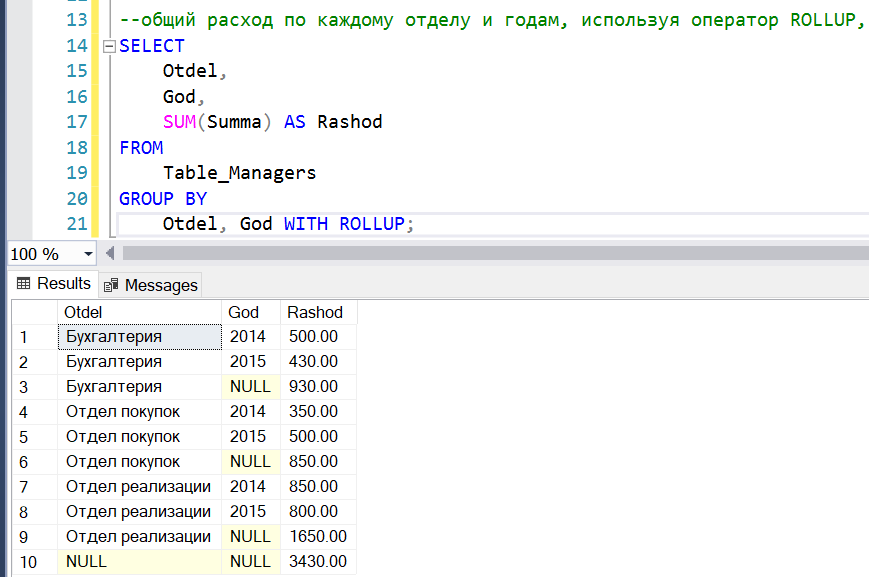 13 --общий расход по каждому отделу и годам, используя оператор ROLLUP,
14 SELECT
15 Otdel,
16 God,
17 SUM(Summa) AS Rashod
18 FROM
19 Table_Managers
20 GROUP BY
21 Otdel, God WITH ROLLUP;
100 %
Results Messages
Otdel God Rashod
1 Бухгалтерия 2014 500.00
2 Бухгалтерия 2015 430.00
3 Бухгалтерия NULL 930.00
4 Отдел покупок 2014 350.00
5 Отдел покупок 2015 500.00
6 Отдел покупок NULL 850.00
7 Отдел реализации 2014 850.00
8 Отдел реализации 2015 800.00
9 Отдел реализации NULL 1650.00
10 NULL NULL 3430.00